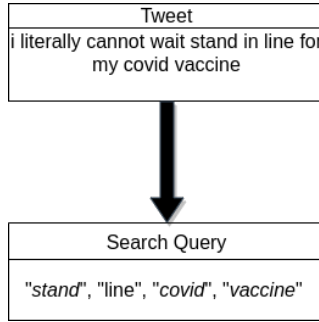 Tweet
i literally cannot wait stand in line for
my covid vaccine
Search Query
"stand", "line", "covid", "vaccine"